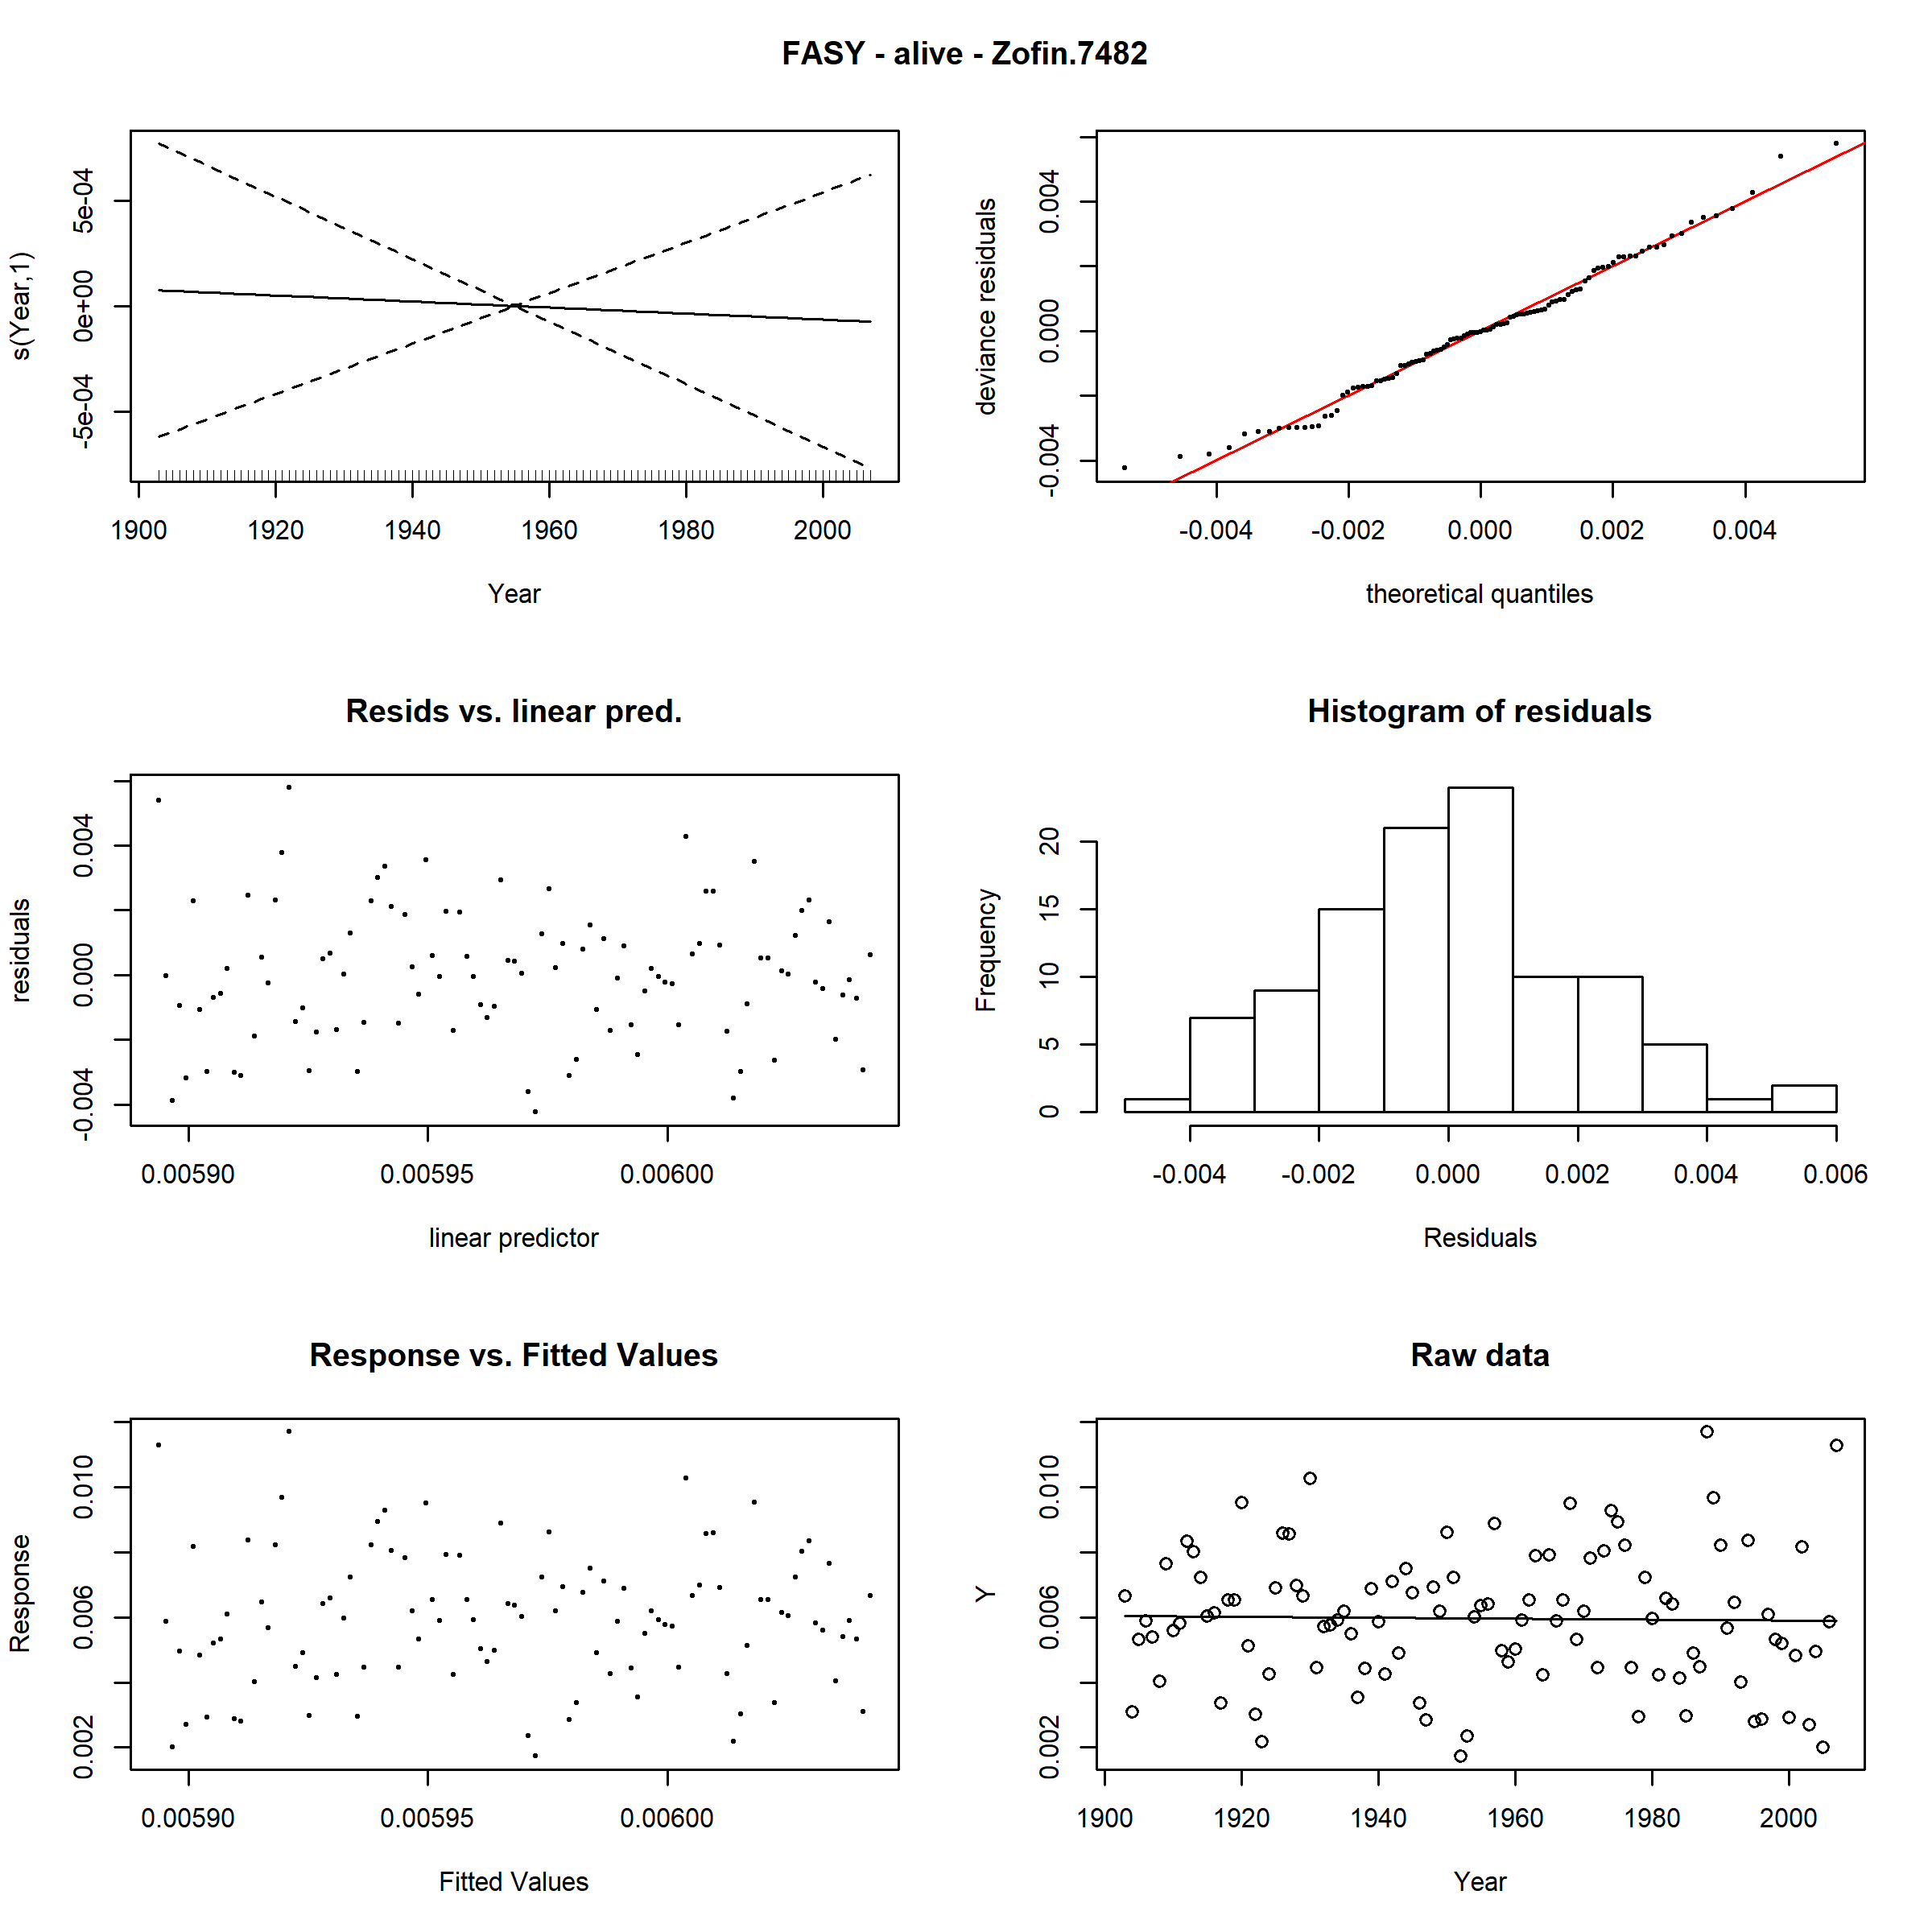 FASY - alive - Zofin.7482
s(Year,1)
-5e-04 0e+00 5e-04
1900 1920 1940 1960 1980 2000
Year
deviance residuals
-0.004 0.000 0.004
-0.004 -0.002 0.000 0.002 0.004
theoretical quantiles
Resids vs. linear pred.
residuals
-0.004 0.000 0.004
0.00590 0.00595 0.00600
linear predictor
Histogram of residuals
Frequency
0 5 10 15 20
-0.004 -0.002 0.000 0.002 0.004 0.006
Residuals
Response vs. Fitted Values
Response
0.002 0.006 0.010
0.00590 0.00595 0.00600
Fitted Values
Raw data
Y
0.002 0.006 0.010
1900 1920 1940 1960 1980 2000
Year